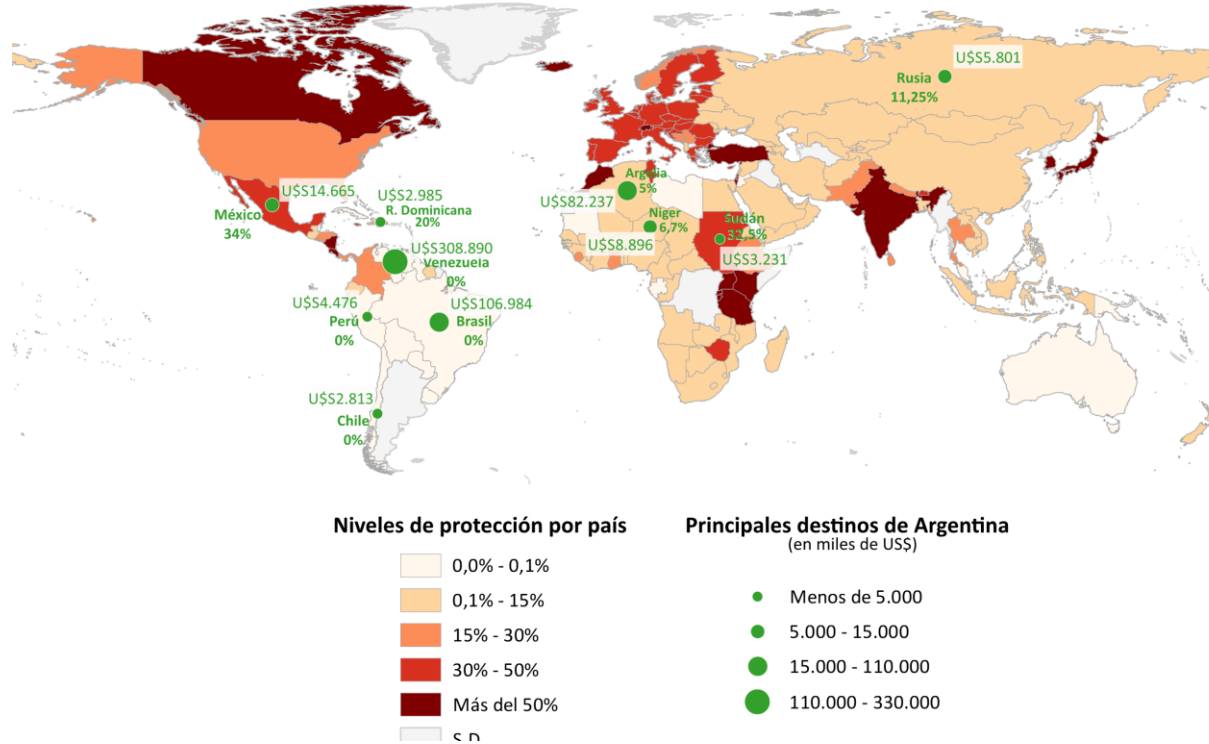 U$S5.801
Rusia
11,25%
U$S14.665
México
34%
U$S2.985
R. Dominicana
20%
U$S308.890
Venezuela
0%
U$S4.476
Perú
0%
U$S106.984
Brasil
0%
U$S2.813
Chile
0%
Argelia
5%
U$S82.237
Niger
6,7%
U$S8.896
Sudán
32,5%
U$S3.231
Niveles de protección por país
0,0% - 0,1%
0,1% - 15%
15% - 30%
30% - 50%
Más del 50%
S.D.
Principales destinos de Argentina
(en miles de US$)
Menos de 5.000
5.000 - 15.000
15.000 - 110.000
110.000 - 330.000